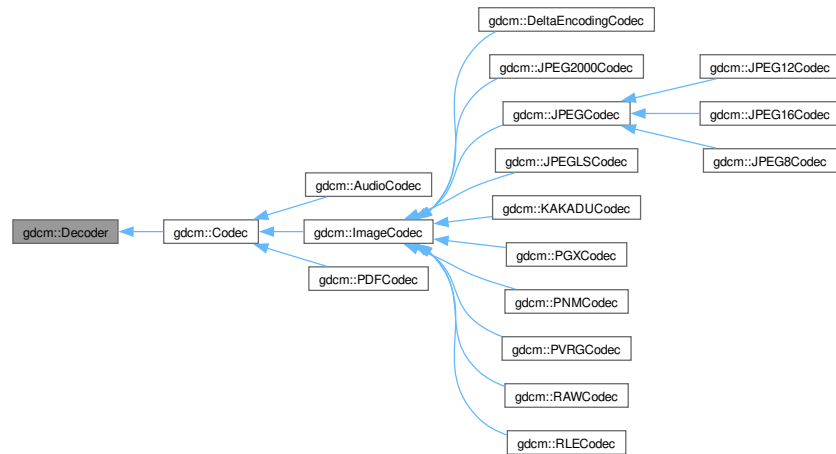 gdcm::DeltaEncodingCodec
gdcm::JPEG2000Codec
gdcm::JPEG12Codec
gdcm::JPEGCodec
gdcm::JPEG16Codec
gdcm::JPEGLSCodec
gdcm::JPEG8Codec
gdcm::AudioCodec
gdcm::KAKADUCodec
gdcm::Decoder
gdcm::Codec
gdcm::ImageCodec
gdcm::PGXCodec
gdcm::PDFCodec
gdcm::PNMCodec
gdcm::PVRGCodec
gdcm::RAWCodec
gdcm::RLECodec